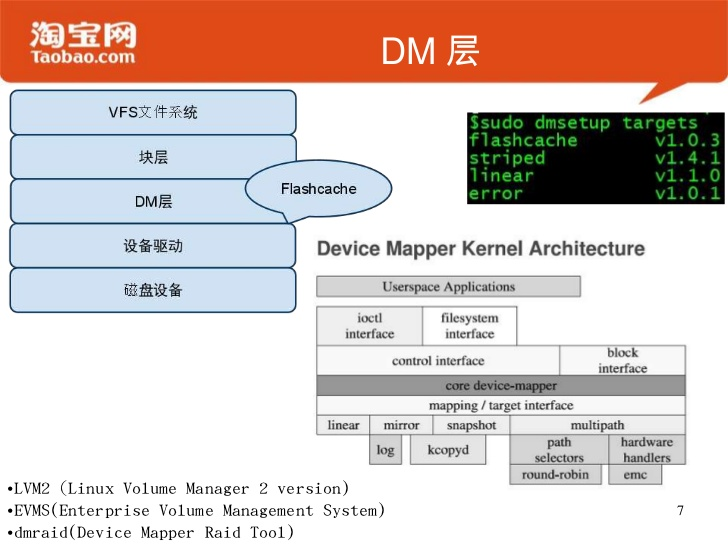 淘宝网
Taobao.com
DM 层
VFS文件系统
块层
DM层
设备驱动
磁盘设备
Flashcache
$sudo dmsetup targets
flashcache v1.0.3
striped v1.4.1
linear v1.1.0
error v1.0.1
Device Mapper Kernel Architecture
Userspace Applications
ioctl interface
filesystem interface
control interface
block interface
core device-mapper
mapping / target interface
linear
mirror
snapshot
multipath
log
kcopyd
path selectors
hardware handlers
round-robin
emc
•LVM2 (Linux Volume Manager 2 version)
•EVMS(Enterprise Volume Management System)
•dmraid(Device Mapper Raid Tool)
7